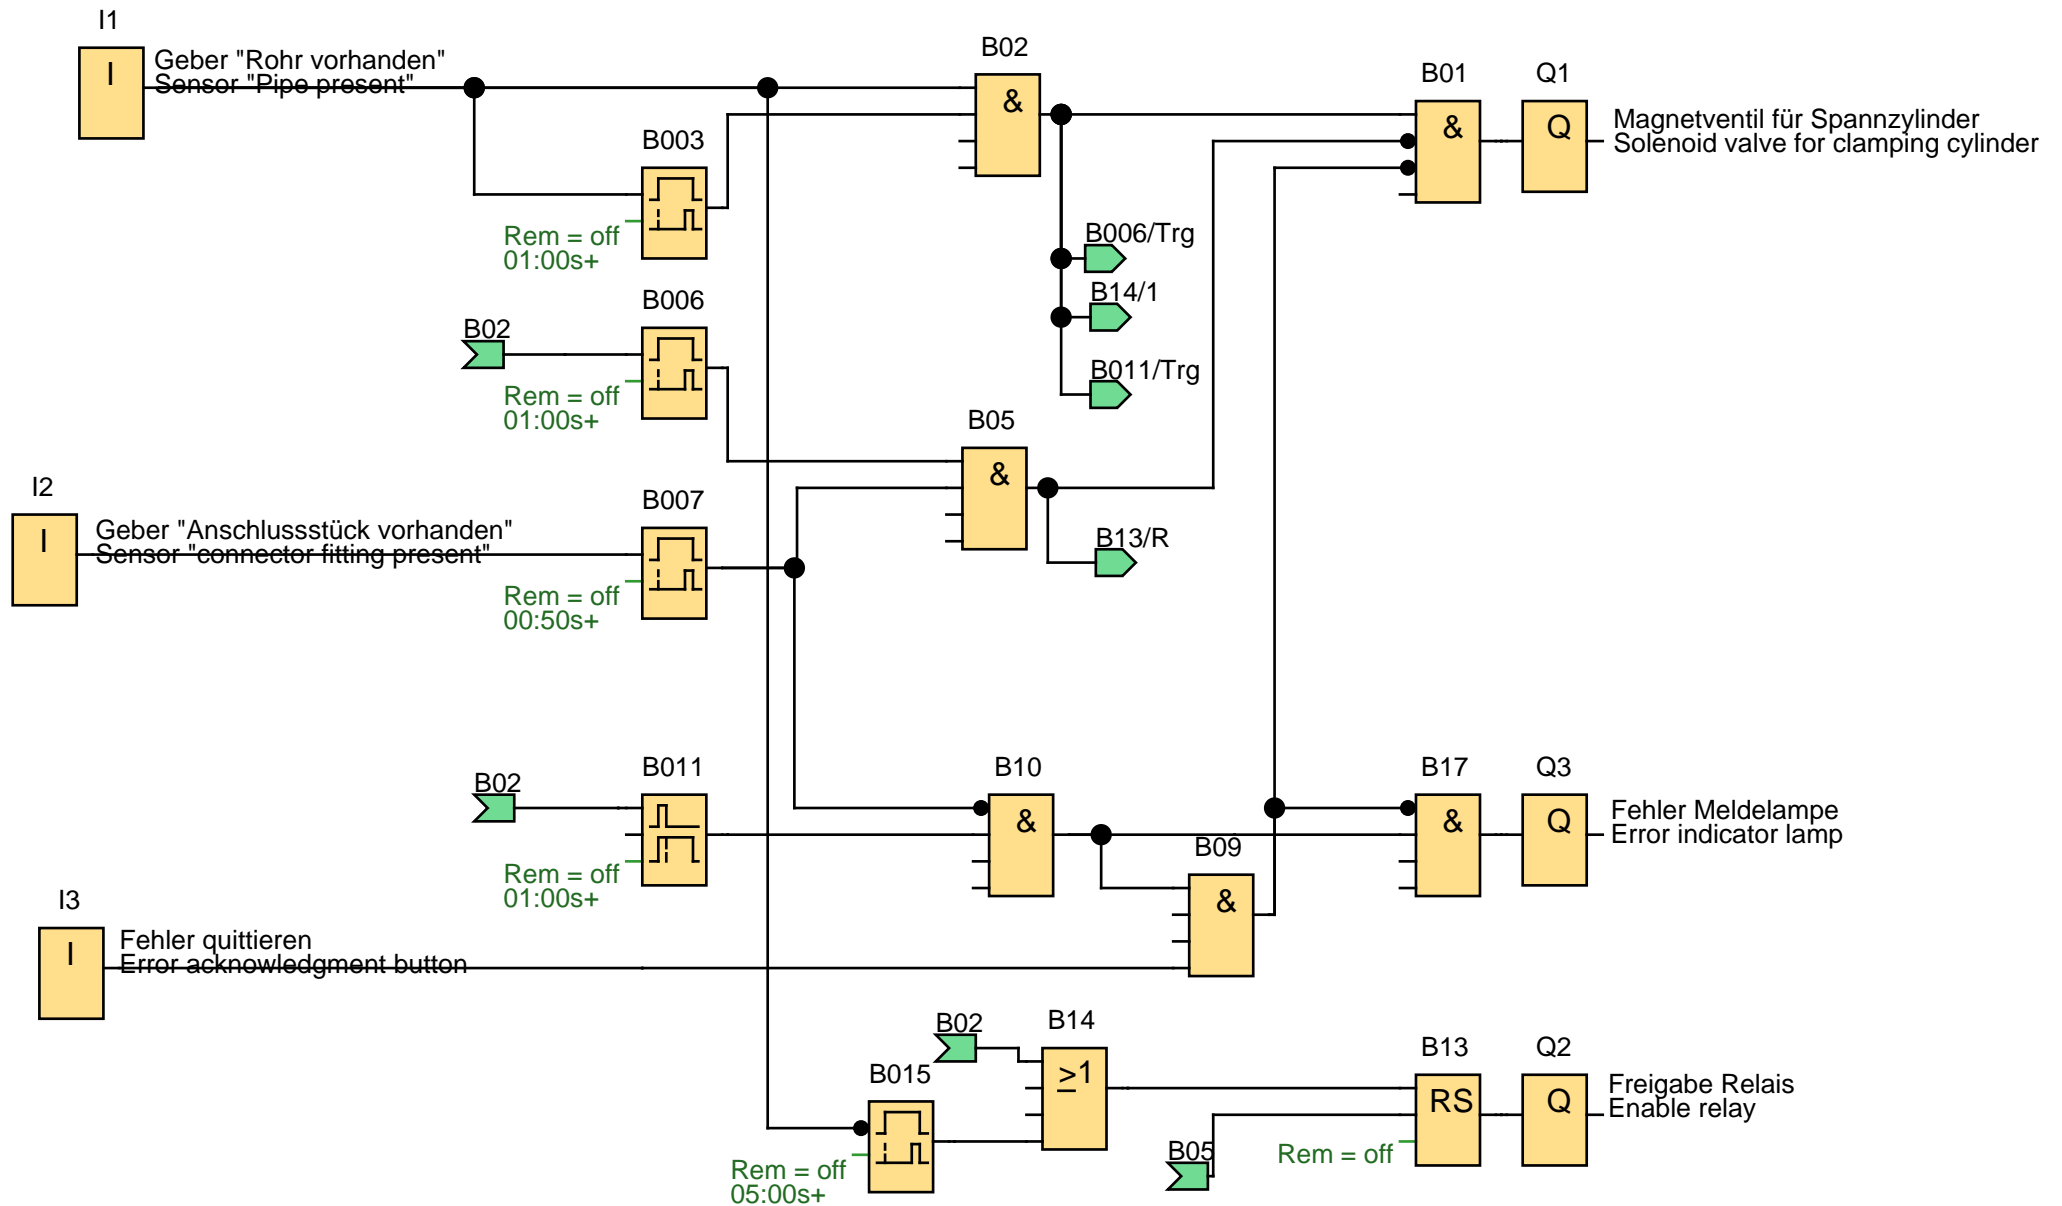 I1
I
Geber "Rohr vorhanden"
Sensor "Pipe present"
B02
&
B01
&
Q1
Q
Magnetventil für Spannzylinder
Solenoid valve for clamping cylinder
B003
Rem = off
01:00s+
B006/Trg
B14/1
B011/Trg
B006
B02
Rem = off
01:00s+
B05
&
B13/R
I2
I
Geber "Anschlussstück vorhanden"
Sensor "connector fitting present"
B007
Rem = off
00:50s+
B02
B011
Rem = off
01:00s+
B10
&
B09
&
B17
&
Q3
Q
Fehler Meldelampe
Error indicator lamp
I3
I
Fehler quittieren
Error acknowledgment button
B02
B14
≥1
B015
Rem = off
05:00s+
B05
B13
RS
Rem = off
Q2
Q
Freigabe Relais
Enable relay